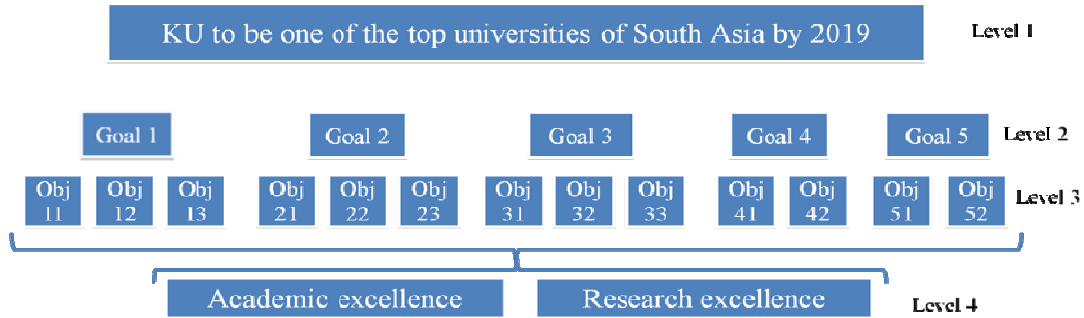 KU to be one of the top universities of South Asia by 2019
Level 1
Goal 1 Goal 2 Goal 3 Goal 4 Goal 5 Level 2
Obj Obj Obj Obj Obj Obj Obj Obj Obj Obj Obj Obj Obj
11 12 13 21 22 23 31 32 33 41 42 51 52
Level 3
Academic excellence Research excellence
Level 4